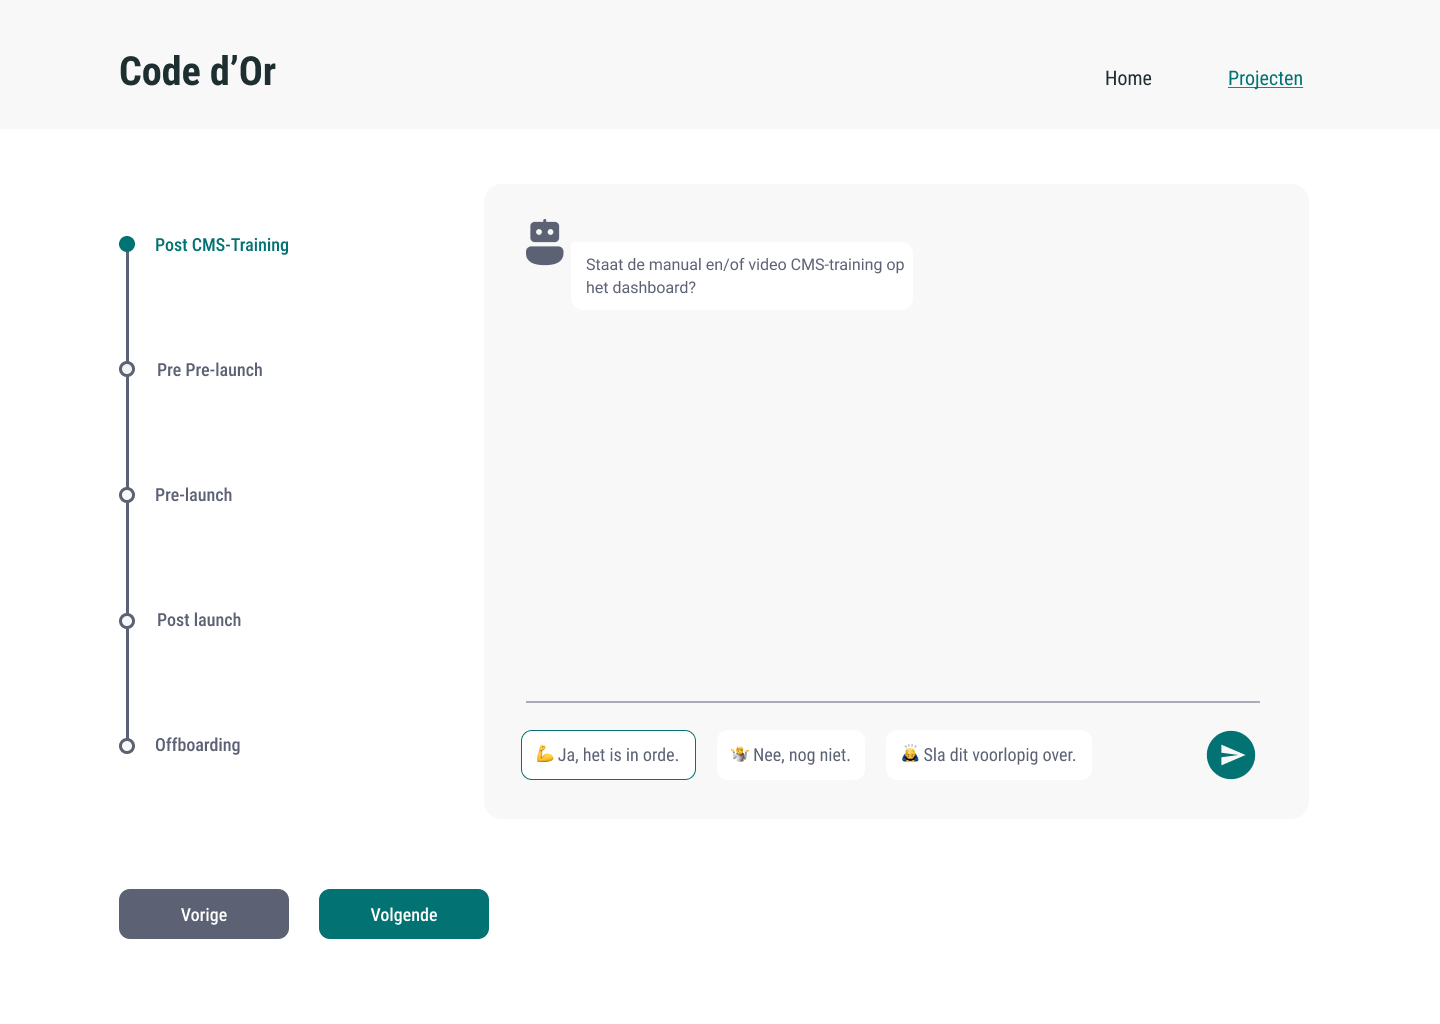 Code d’Or
Home
Projecten
Post CMS-Training
Pre Pre-launch
Pre-launch
Post launch
Offboarding
Staat de manual en/of video CMS-training op
het dashboard?
💪 Ja, het is in orde.
🤷 Nee, nog niet.
🙇 Sla dit voorlopig over.
Vorige
Volgende